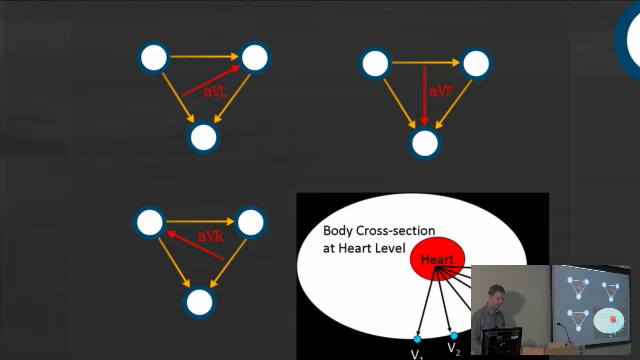 aVL
aVF
aVR
Body Cross-section
at Heart Level
Heart
V1
V2